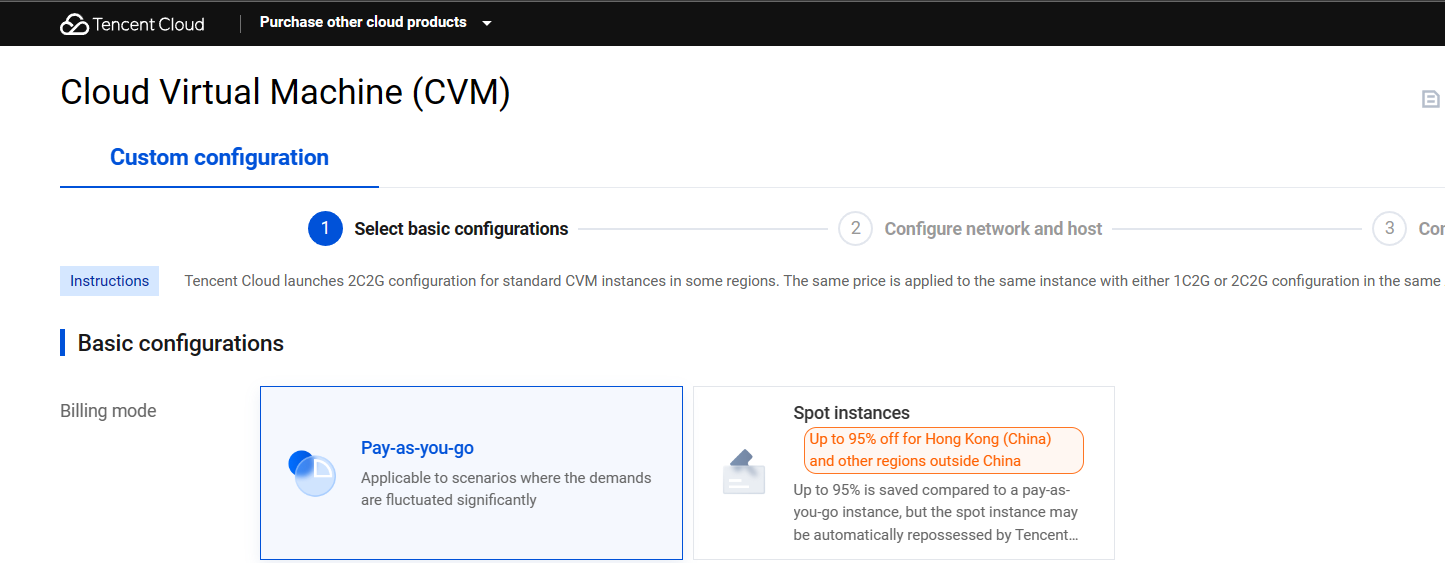 Tencent Cloud
Purchase other cloud products
Cloud Virtual Machine (CVM)
Custom configuration
1 Select basic configurations
2 Configure network and host
3
Instructions
Tencent Cloud launches 2C2G configuration for standard CVM instances in some regions. The same price is applied to the same instance with either 1C2G or 2C2G configuration in the same
Basic configurations
Billing mode
Pay-as-you-go
Applicable to scenarios where the demands
are fluctuated significantly
Spot instances
Up to 95% off for Hong Kong (China)
and other regions outside China
Up to 95% is saved compared to a pay-as-
you-go instance, but the spot instance may
be automatically repossessed by Tencent...